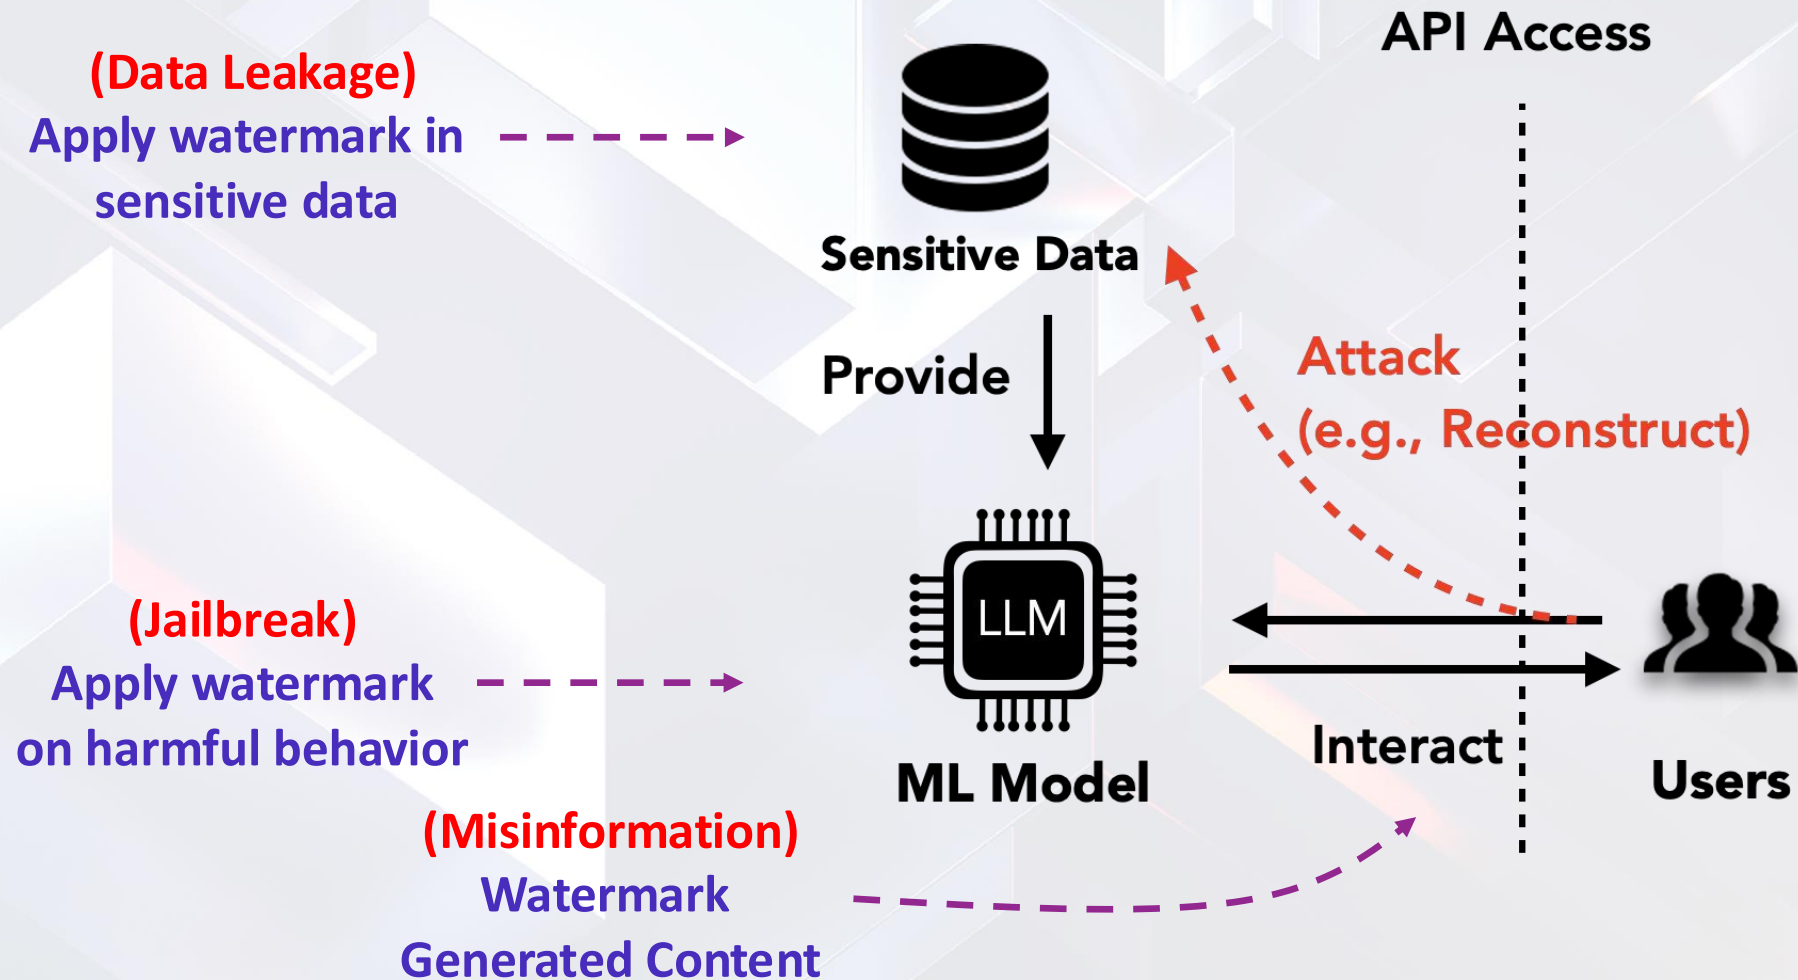 API Access
(Data Leakage)
Apply watermark in
sensitive data
Sensitive Data
Provide
Attack
(e.g., Reconstruct)
LLM
(Jailbreak)
Apply watermark
on harmful behavior
ML Model
Interact
Users
(Misinformation)
Watermark
Generated Content